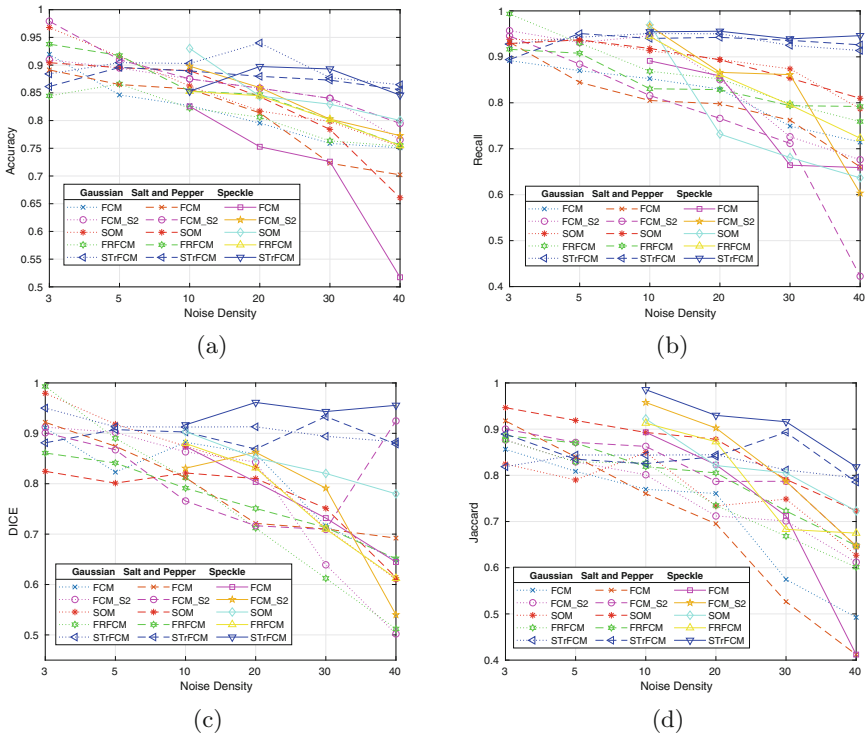 1
0.95
0.9
0.85
0.8
0.75
0.7
0.65
0.6
0.55
0.5
Accuracy
Gaussian Salt and Pepper Speckle
FCM FCM FCM
FCM_S2 FCM_S2 FCM_S2
SOM SOM SOM
FRFCM FRFCM FRFCM
STrFCM STrFCM STrFCM
3 5 10 20 30 40
Noise Density
(a)
1
0.9
0.8
0.7
0.6
0.5
0.4
Recall
Gaussian Salt and Pepper Speckle
FCM FCM FCM
FCM_S2 FCM_S2 FCM_S2
SOM SOM SOM
FRFCM FRFCM FRFCM
STrFCM STrFCM STrFCM
3 5 10 20 30 40
Noise Density
(b)
1
0.9
0.8
0.7
0.6
0.5
DICE
Gaussian Salt and Pepper Speckle
FCM FCM FCM
FCM_S2 FCM_S2 FCM_S2
SOM SOM SOM
FRFCM FRFCM FRFCM
STrFCM STrFCM STrFCM
3 5 10 20 30 40
Noise Density
(c)
1
0.9
0.8
0.7
0.6
0.5
0.4
Jaccard
Gaussian Salt and Pepper Speckle
FCM FCM FCM
FCM_S2 FCM_S2 FCM_S2
SOM SOM SOM
FRFCM FRFCM FRFCM
STrFCM STrFCM STrFCM
3 5 10 20 30 40
Noise Density
(d)